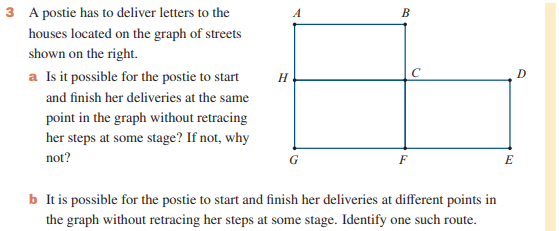 3 A postie has to deliver letters to the
houses located on the graph of streets
shown on the right.
a Is it possible for the postie to start
and finish her deliveries at the same
point in the graph without retracing
her steps at some stage? If not, why
not?
A B
H C D
G F E
b It is possible for the postie to start and finish her deliveries at different points in
the graph without retracing her steps at some stage. Identify one such route.